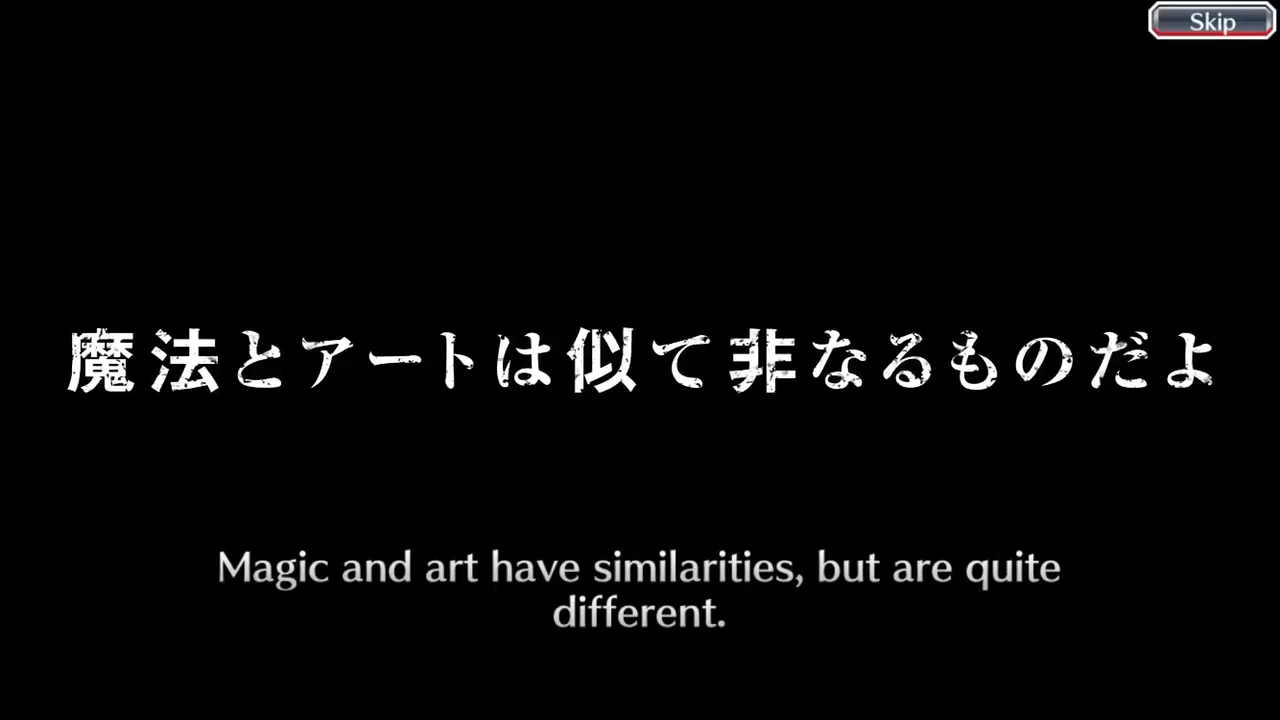 Skip
魔法とアートは似て非なるものだよ
Magic and art have similarities, but are quite
different.